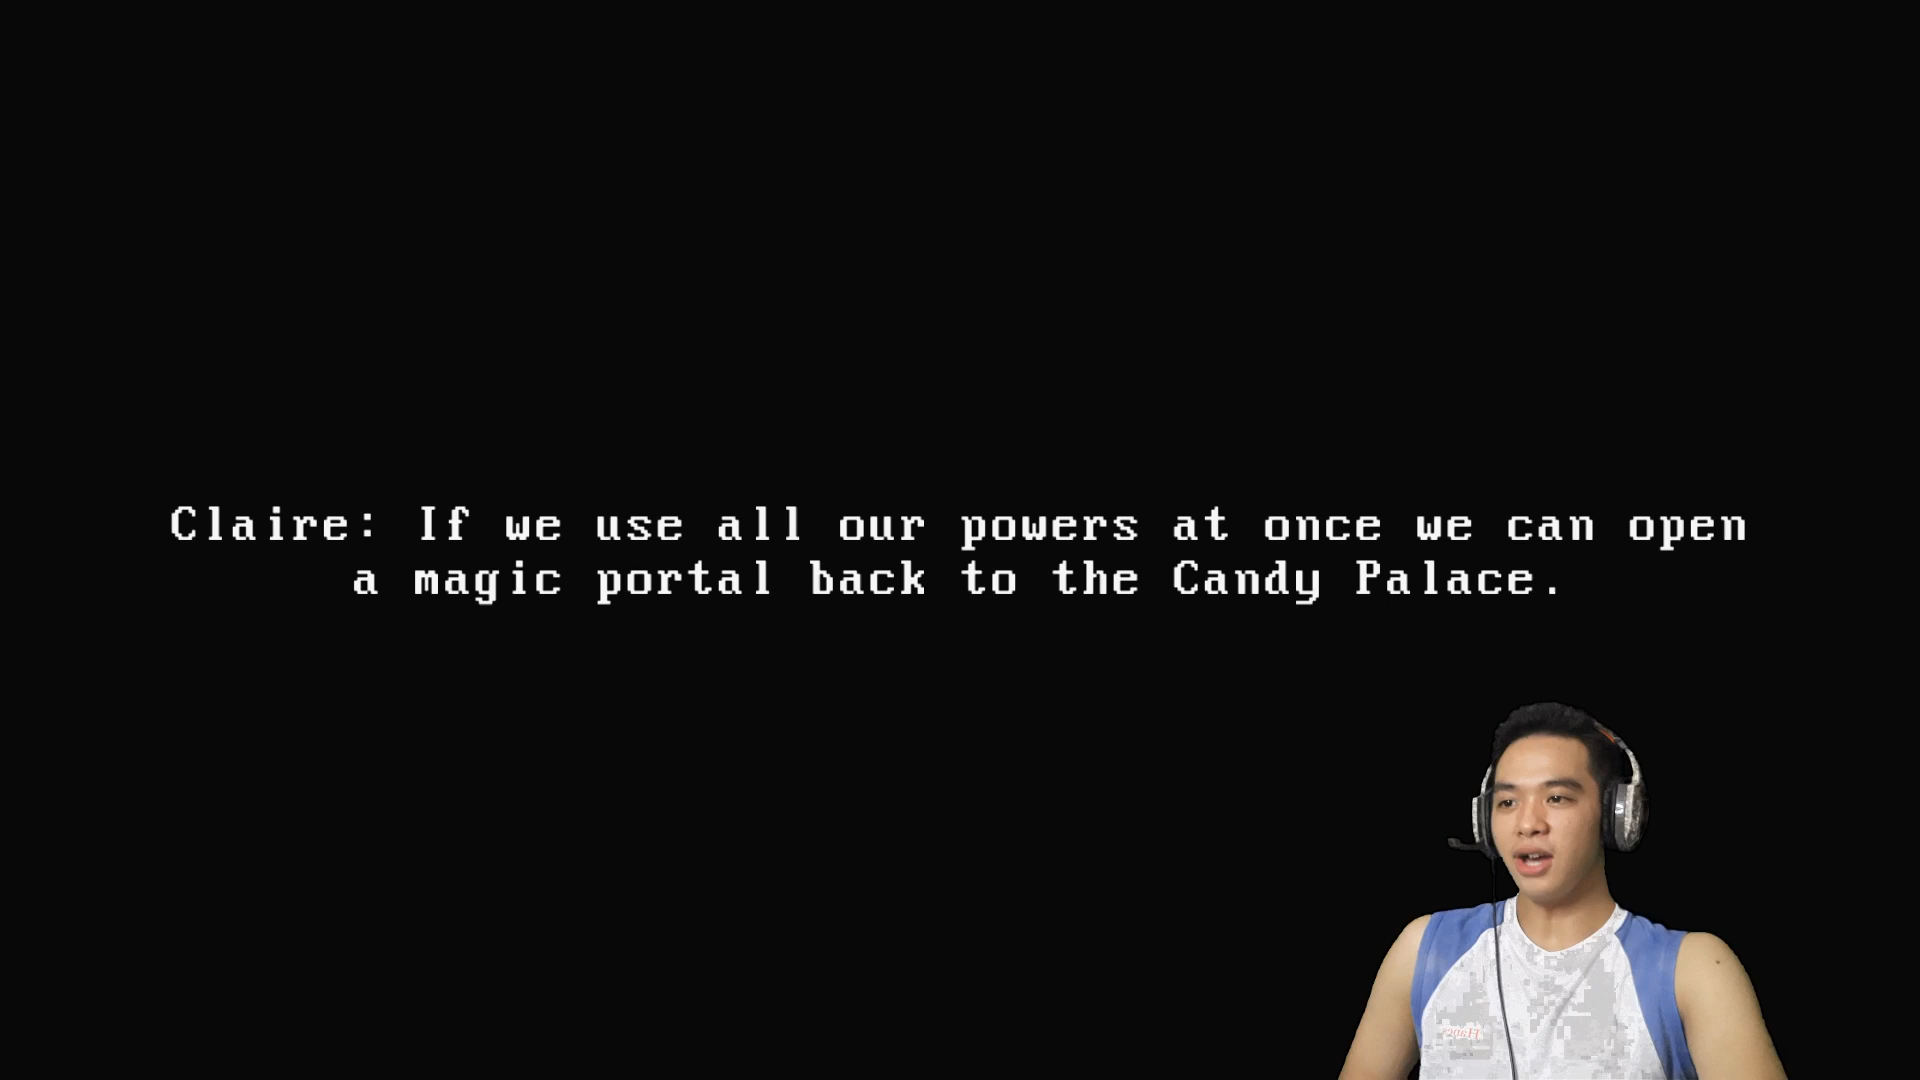 Claire: If we use all our powers at once we can open
a magic portal back to the Candy Palace.